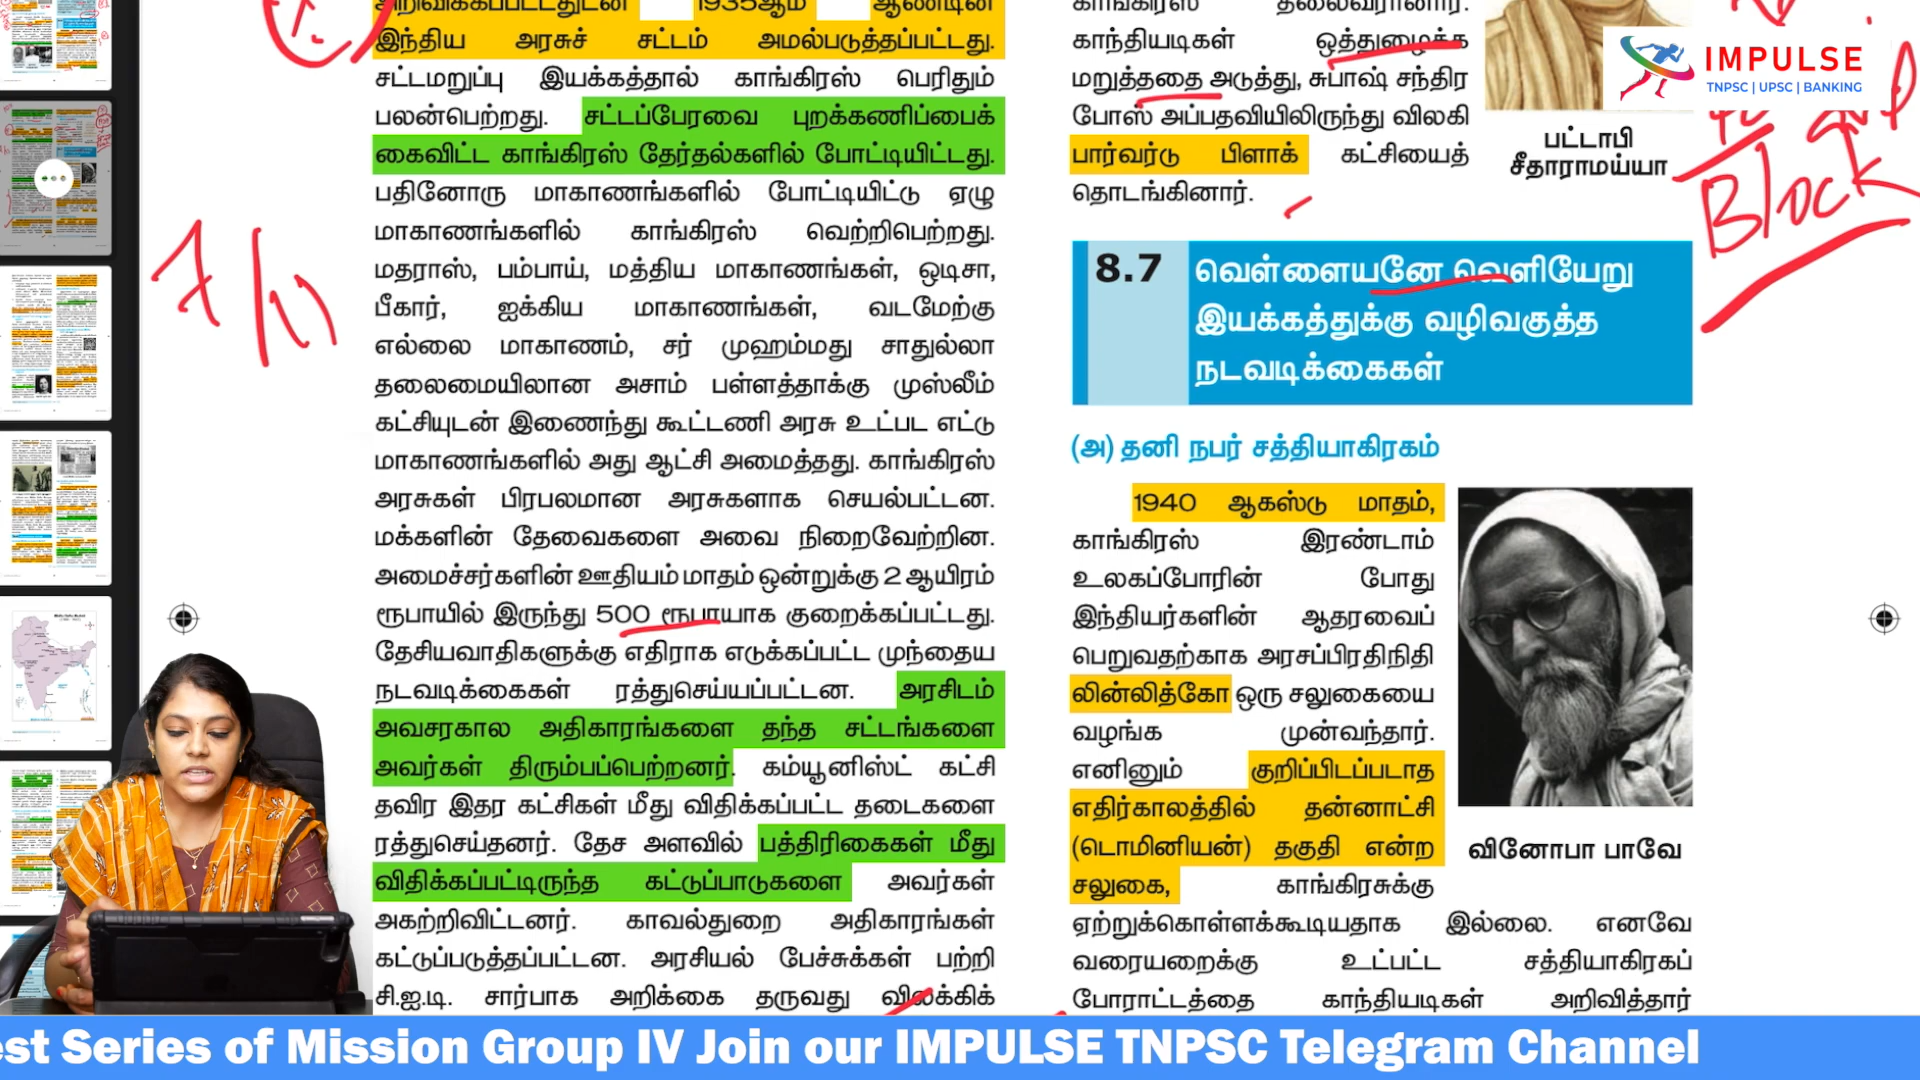 அறிவிக்கப்பட்டதுடன் 1935ஆம் ஆண்டின்
இந்திய அரசுச் சட்டம் அமல்படுத்தப்பட்டது.
சட்டமறுப்பு இயக்கத்தால் காங்கிரஸ் பெரிதும்
பலன்பெற்றது. சட்டப்பேரவை புறக்கணிப்பைக்
கைவிட்ட காங்கிரஸ் தேர்தல்களில் போட்டியிட்டது.
பதினோரு மாகாணங்களில் போட்டியிட்டு ஏழு
மாகாணங்களில் காங்கிரஸ் வெற்றிபெற்றது.
மதராஸ், பம்பாய், மத்திய மாகாணங்கள், ஒடிசா,
பீகார், ஐக்கிய மாகாணங்கள், வடமேற்கு
எல்லை மாகாணம், சர் முஹம்மது சாதுல்லா
தலைமையிலான அசாம் பள்ளத்தாக்கு முஸ்லீம்
கட்சியுடன் இணைந்து கூட்டணி அரசு உட்பட எட்டு
மாகாணங்களில் அது ஆட்சி அமைத்தது. காங்கிரஸ்
அரசுகள் பிரபலமான அரசுகளாக செயல்பட்டன.
மக்களின் தேவைகளை அவை நிறைவேற்றின.
அமைச்சர்களின் ஊதியம் மாதம் ஒன்றுக்கு 2 ஆயிரம்
ரூபாயில் இருந்து 500 ரூபாயாக குறைக்கப்பட்டது.
தேசியவாதிகளுக்கு எதிராக எடுக்கப்பட்ட முந்தைய
நடவடிக்கைகள் ரத்துசெய்யப்பட்டன. அரசிடம்
அவசரகால அதிகாரங்களை தந்த சட்டங்களை
அவர்கள் திரும்பப்பெற்றனர். கம்யூனிஸ்ட் கட்சி
தவிர இதர கட்சிகள் மீது விதிக்கப்பட்ட தடைகளை
ரத்துசெய்தனர். தேச அளவில் பத்திரிகைகள் மீது
விதிக்கப்பட்டிருந்த கட்டுப்பாடுகளை அவர்கள்
அகற்றிவிட்டனர். காவல்துறை அதிகாரங்கள்
கட்டுப்படுத்தப்பட்டன. அரசியல் பேச்சுக்கள் பற்றி
சி.ஐ.டி. சார்பாக அறிக்கை தருவது விலக்கிக்
7/11
காங்கிரஸ் தலைவரானார்.
காந்தியடிகள் ஒத்துழைக்க
மறுத்ததை அடுத்து, சுபாஷ் சந்திர
போஸ் அப்பதவியிலிருந்து விலகி
பார்வர்டு பிளாக் கட்சியைத்
தொடங்கினார்.
பட்டாபி
சீதாராமய்யா
Block
IMPULSE
TNPSC | UPSC | BANKING
8.7 வெள்ளையனே வெளியேறு
இயக்கத்துக்கு வழிவகுத்த
நடவடிக்கைகள்
(அ) தனி நபர் சத்தியாகிரகம்
1940 ஆகஸ்டு மாதம்,
காங்கிரஸ் இரண்டாம்
உலகப்போரின் போது
இந்தியர்களின் ஆதரவைப்
பெறுவதற்காக அரசப்பிரதிநிதி
லின்லித்கோ ஒரு சலுகையை
வழங்க முன்வந்தார்.
எனினும் குறிப்பிடப்படாத
எதிர்காலத்தில் தன்னாட்சி
(டொமினியன்) தகுதி என்ற
சலுகை, காங்கிரசுக்கு
ஏற்றுக்கொள்ளக்கூடியதாக இல்லை. எனவே
வரையறைக்கு உட்பட்ட சத்தியாகிரகப்
போராட்டத்தை காந்தியடிகள் அறிவித்தார்
வினோபா பாவே
est Series of Mission Group IV Join our IMPULSE TNPSC Telegram Channel